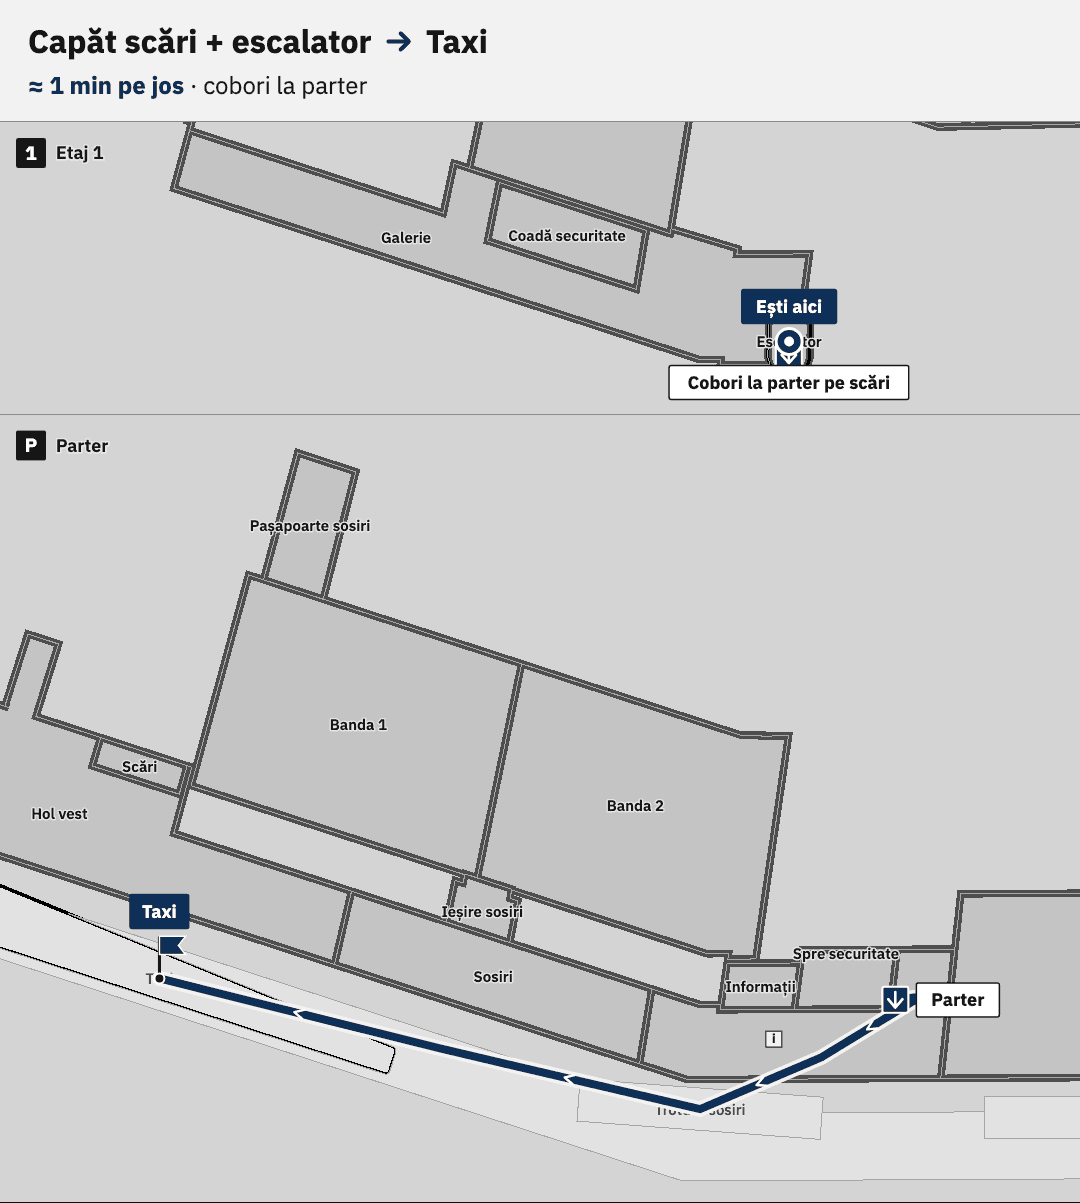 Capăt scări + escalator → Taxi
≈ 1 min pe jos · cobori la parter
1 Etaj 1
Galerie
Coadă securitate
Ești aici
Cobori la parter pe scări
P Parter
Pașapoarte sosiri
Banda 1
Scări
Banda 2
Hol vest
Taxi
Ieșire sosiri
Spre securitate
Sosiri
Informații
Parter
i
sosiri